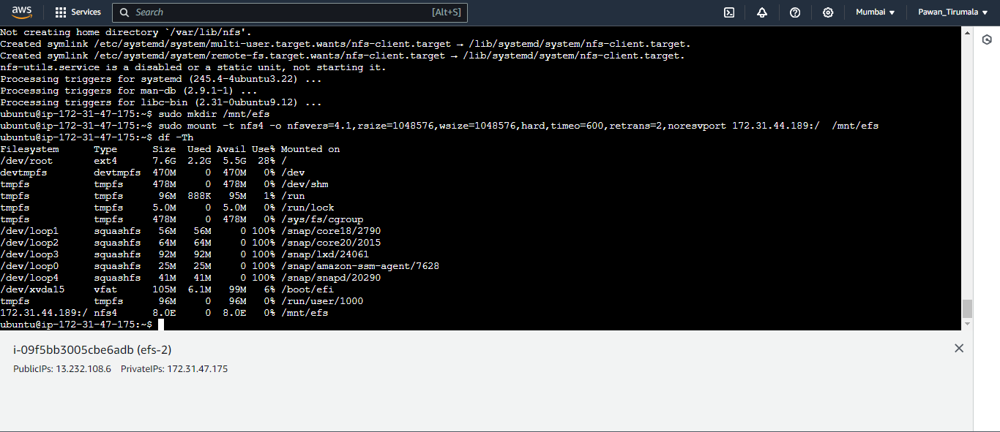 aws Services Search [Alt+S] Mumbai Pawan_Tirumala
Not creating home directory `/var/lib/nfs'.
Created symlink /etc/systemd/system/multi-user.target.wants/nfs-client.target → /lib/systemd/system/nfs-client.target.
Created symlink /etc/systemd/system/remote-fs.target.wants/nfs-client.target → /lib/systemd/system/nfs-client.target.
nfs-utils.service is a disabled or a static unit, not starting it.
Processing triggers for systemd (245.4-4ubuntu3.22) ...
Processing triggers for man-db (2.9.1-1) ...
Processing triggers for libc-bin (2.31-0ubuntu9.12) ...
ubuntu@ip-172-31-47-175:~$ sudo mkdir /mnt/efs
ubuntu@ip-172-31-47-175:~$ sudo mount -t nfs4 -o nfsvers=4.1,rsize=1048576,wsize=1048576,hard,timeo=600,retrans=2,noresvport 172.31.44.189:/  /mnt/efs
ubuntu@ip-172-31-47-175:~$ df -Th
Filesystem      Type      Size  Used Avail Use% Mounted on
/dev/root       ext4      7.6G  2.2G  5.5G  28% /
devtmpfs        devtmpfs  470M     0  470M   0% /dev
tmpfs           tmpfs     478M     0  478M   0% /dev/shm
tmpfs           tmpfs      96M  888K   95M   1% /run
tmpfs           tmpfs     5.0M     0  5.0M   0% /run/lock
tmpfs           tmpfs     478M     0  478M   0% /sys/fs/cgroup
/dev/loop1      squashfs   56M   56M     0 100% /snap/core18/2790
/dev/loop2      squashfs   64M   64M     0 100% /snap/core20/2015
/dev/loop3      squashfs   92M   92M     0 100% /snap/lxd/24061
/dev/loop0      squashfs   25M   25M     0 100% /snap/amazon-ssm-agent/7628
/dev/loop4      squashfs   41M   41M     0 100% /snap/snapd/20290
/dev/xvda15     vfat      105M  6.1M   99M   6% /boot/efi
tmpfs           tmpfs      96M     0   96M   0% /run/user/1000
172.31.44.189:/ nfs4      8.0E     0  8.0E   0% /mnt/efs
ubuntu@ip-172-31-47-175:~$
i-09f5bb3005cbe6adb (efs-2)
PublicIPs: 13.232.108.6 PrivateIPs: 172.31.47.175